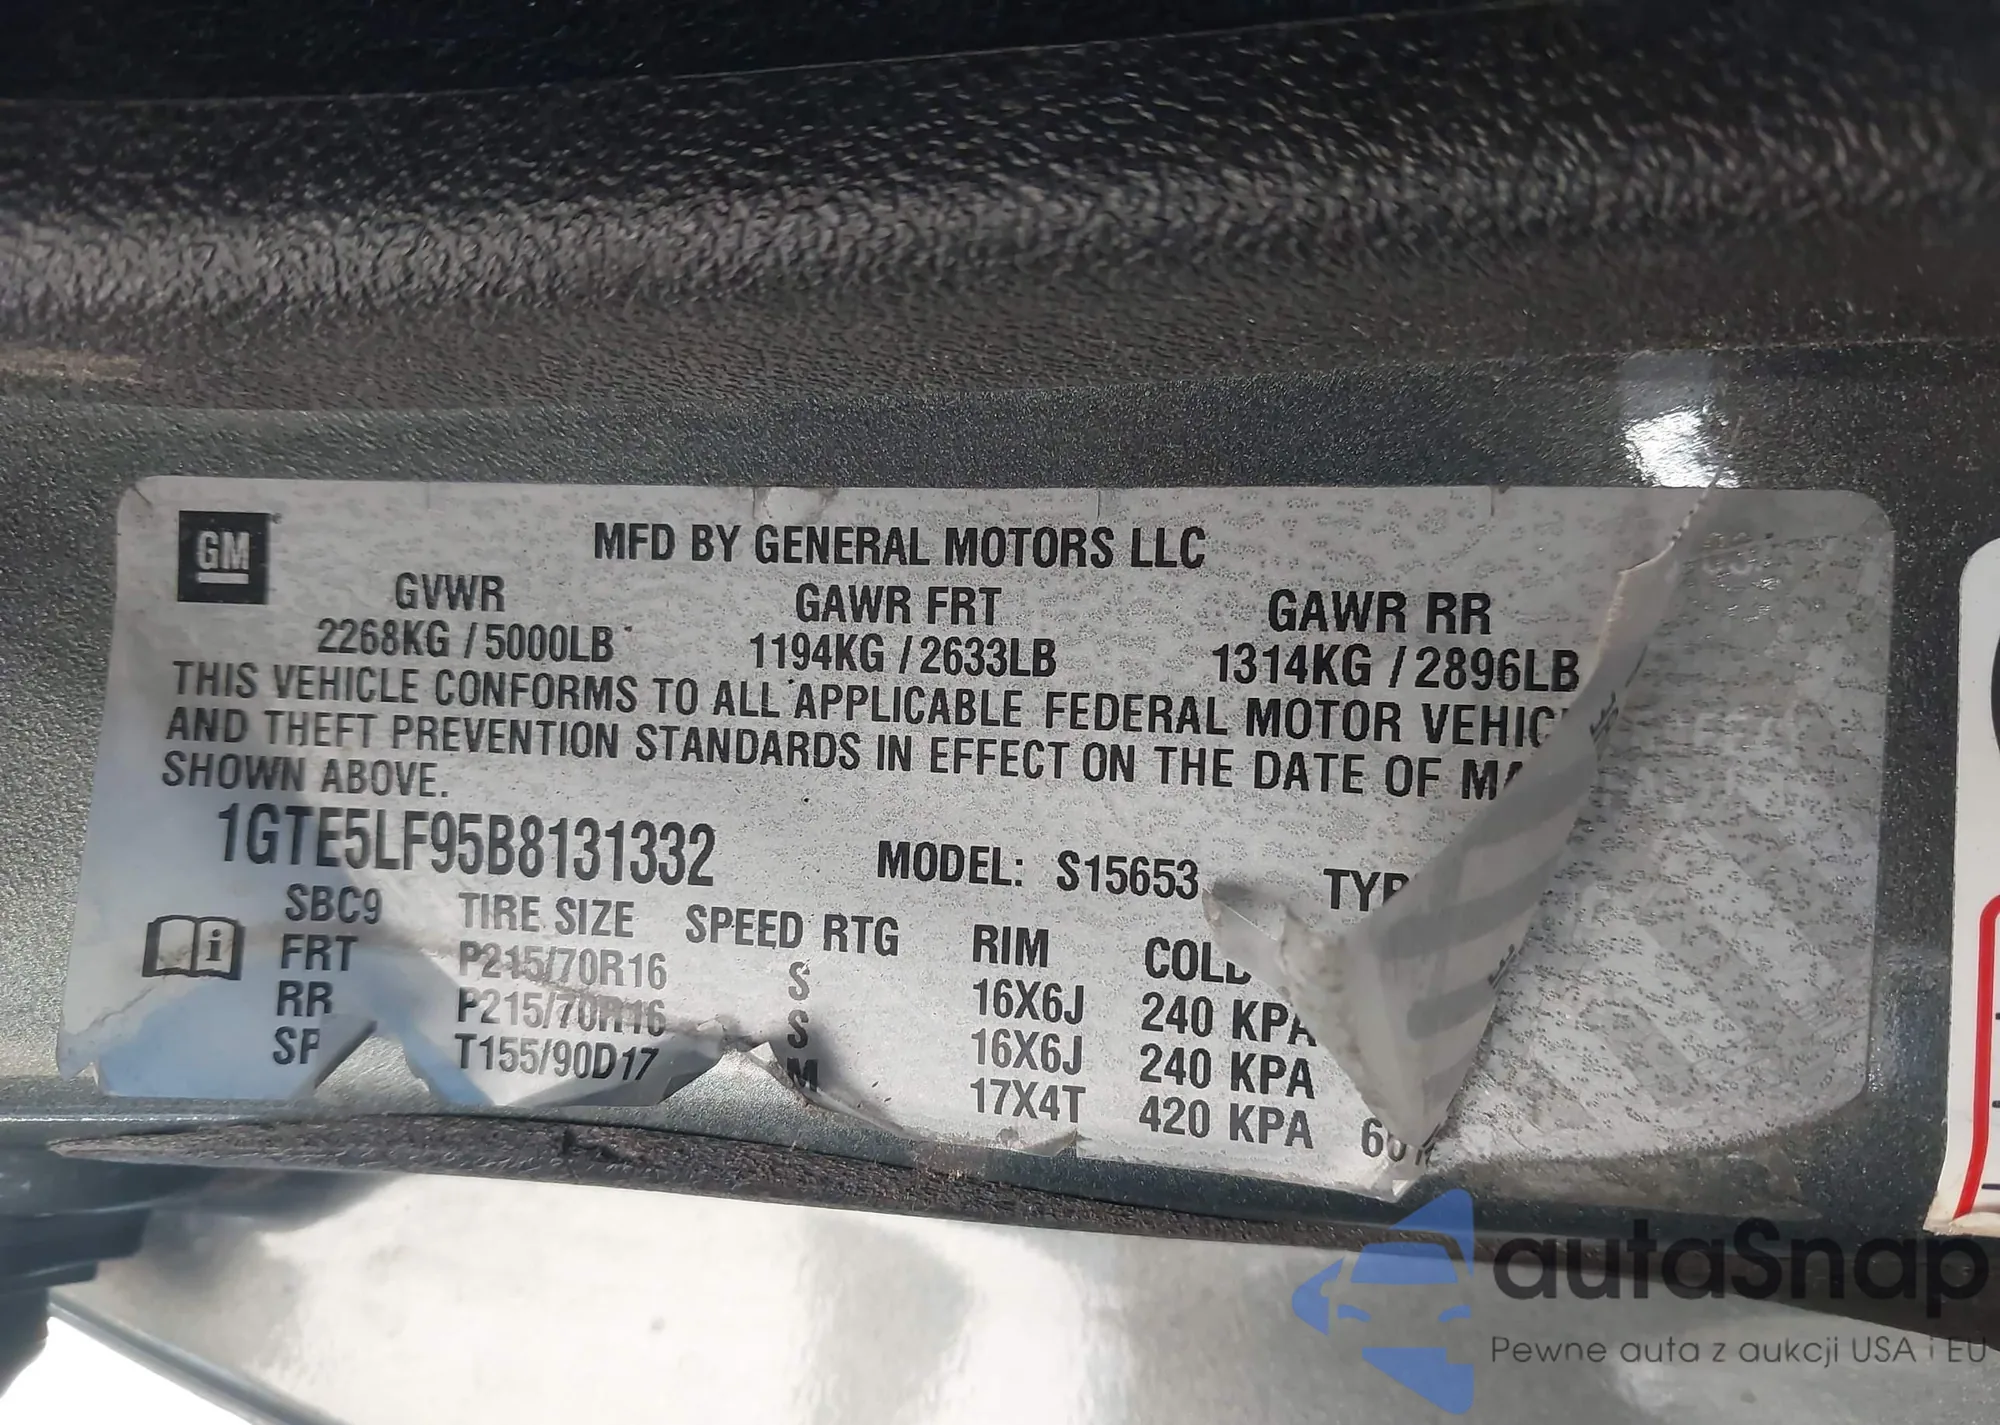 GM
MFD BY GENERAL MOTORS LLC
GVWR GAWR FRT GAWR RR
2268KG / 5000LB 1194KG / 2633LB 1314KG / 2896LB
THIS VEHICLE CONFORMS TO ALL APPLICABLE FEDERAL MOTOR VEHIC
AND THEFT PREVENTION STANDARDS IN EFFECT ON THE DATE OF MA
SHOWN ABOVE.
1GTE5LF95B8131332 MODEL: S15653 TYP
SBC9 TIRE SIZE SPEED RTG RIM COLD
FRT P215/70R16 S 16X6J 240 KPA
RR P215/70R16 S 16X6J 240 KPA
SP T155/90D17 M 17X4T 420 KPA 60
autaSnap
Pewne auta z aukcji USA i EU